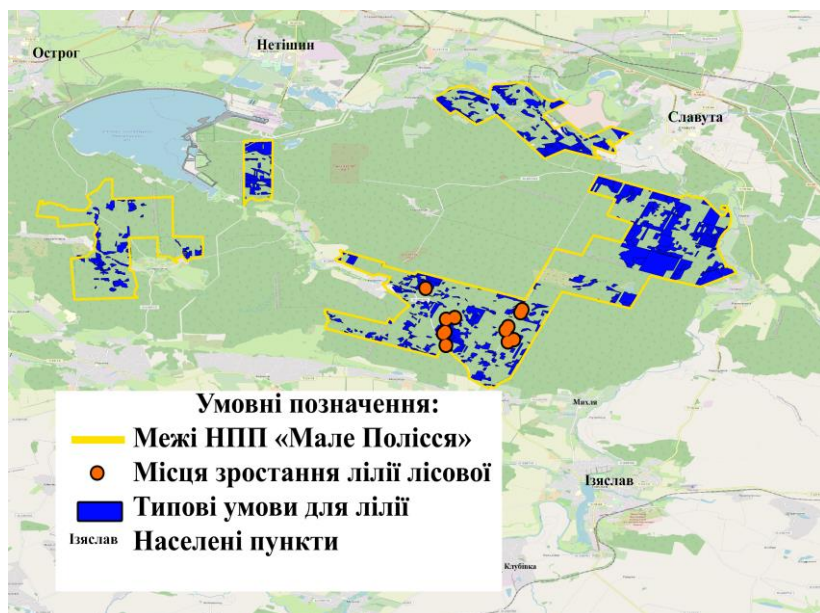 Нетішин
Острог
Славута
Махля
Ізяслав
Клубівка
Умовні позначення:
Межі НПП «Мале Полісся»
Місця зростання лілії лісової
Типові умови для лілії
Ізяслав Населені пункти